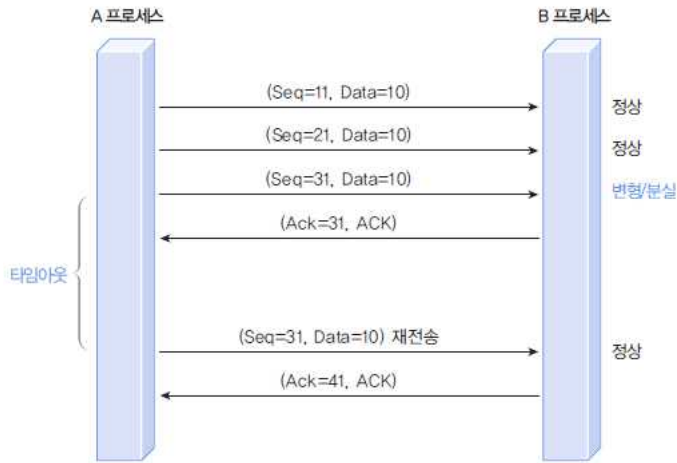 A 프로세스
B 프로세스
(Seq=11, Data=10)
정상
(Seq=21, Data=10)
정상
(Seq=31, Data=10)
변형/분실
(Ack=31, ACK)
타임아웃
(Seq=31, Data=10) 재전송
정상
(Ack=41, ACK)